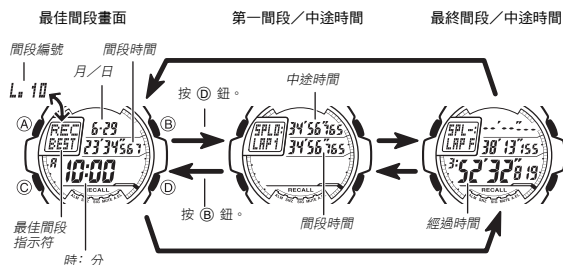 最佳間段畫面
第一間段／中途時間
最終間段／中途時間
間段編號
間段時間
月／日
L. 10
中途時間
按 Ⓓ 鈕。
Ⓐ
Ⓑ
REC 6-29
BEST 23'34"567
A 10:00
RECALL
SPL0: 34'56"765
LAP 1 34'56"765
RECALL
SPL-: --'--"---
LAP F 38'13"155
3:52'32"819
RECALL
Ⓒ
Ⓓ
按 Ⓑ 鈕。
間段時間
經過時間
最佳間段
指示符
時：分